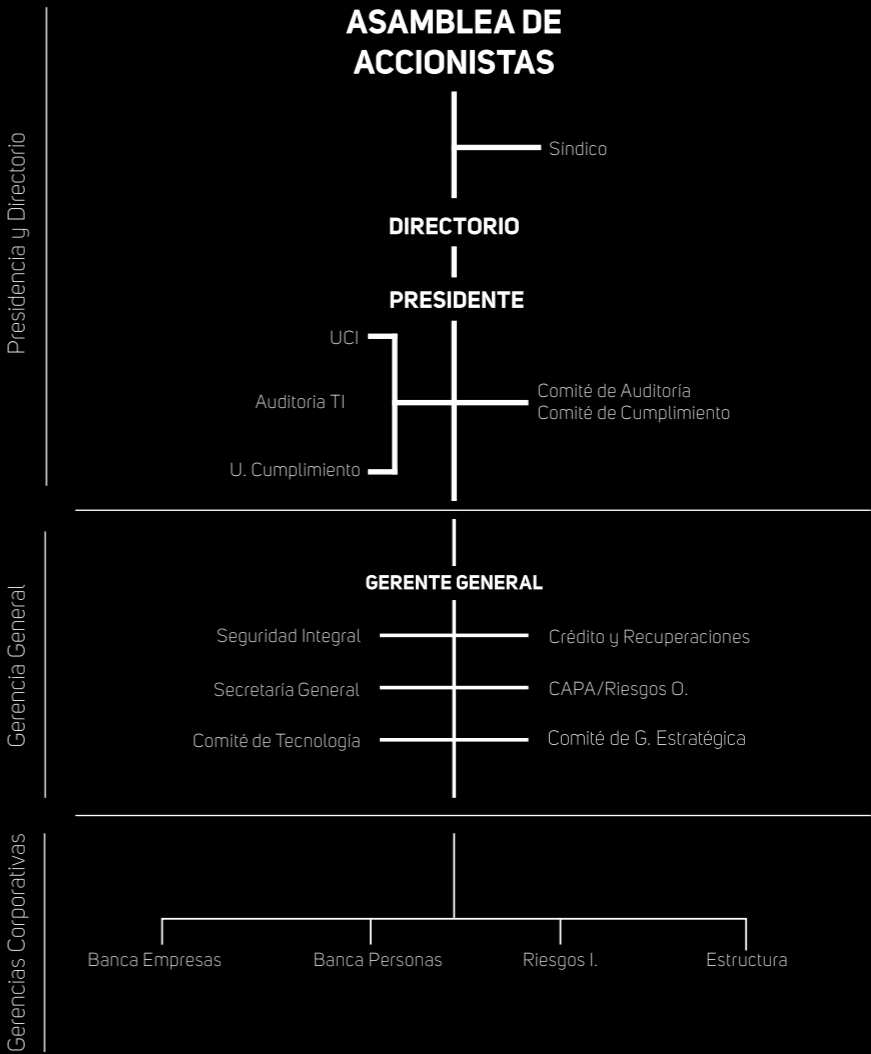 ASAMBLEA DE
ACCIONISTAS
Presidencia y Directorio
Síndico
DIRECTORIO
PRESIDENTE
UCI
Auditoria TI
Comité de Auditoría
Comité de Cumplimiento
U. Cumplimiento
Gerencia General
GERENTE GENERAL
Seguridad Integral
Crédito y Recuperaciones
Secretaría General
CAPA/Riesgos O.
Comité de Tecnología
Comité de G. Estratégica
Gerencias Corporativas
Banca Empresas
Banca Personas
Riesgos I.
Estructura